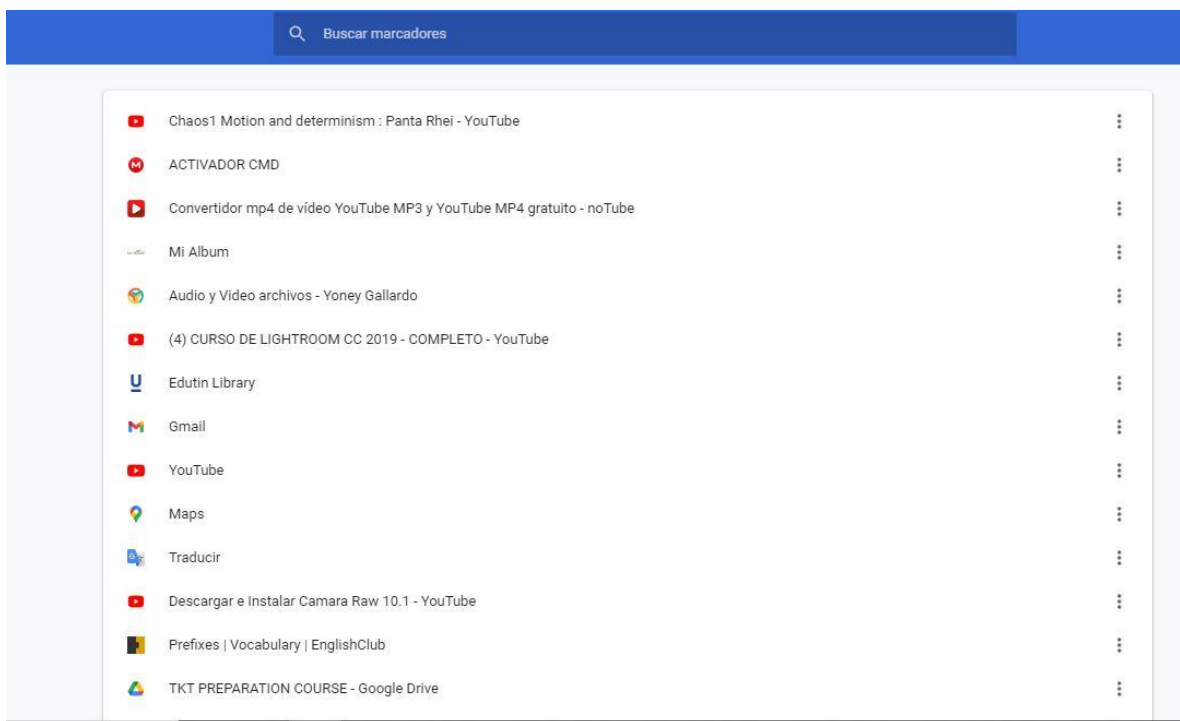 Buscar marcadores
Chaos1 Motion and determinism : Panta Rhei - YouTube
ACTIVADOR CMD
Convertidor mp4 de vídeo YouTube MP3 y YouTube MP4 gratuito - noTube
Mi Album
Audio y Video archivos - Yoney Gallardo
(4) CURSO DE LIGHTROOM CC 2019 - COMPLETO - YouTube
Edutin Library
Gmail
YouTube
Maps
Traducir
Descargar e Instalar Camara Raw 10.1 - YouTube
Prefixes | Vocabulary | EnglishClub
TKT PREPARATION COURSE - Google Drive